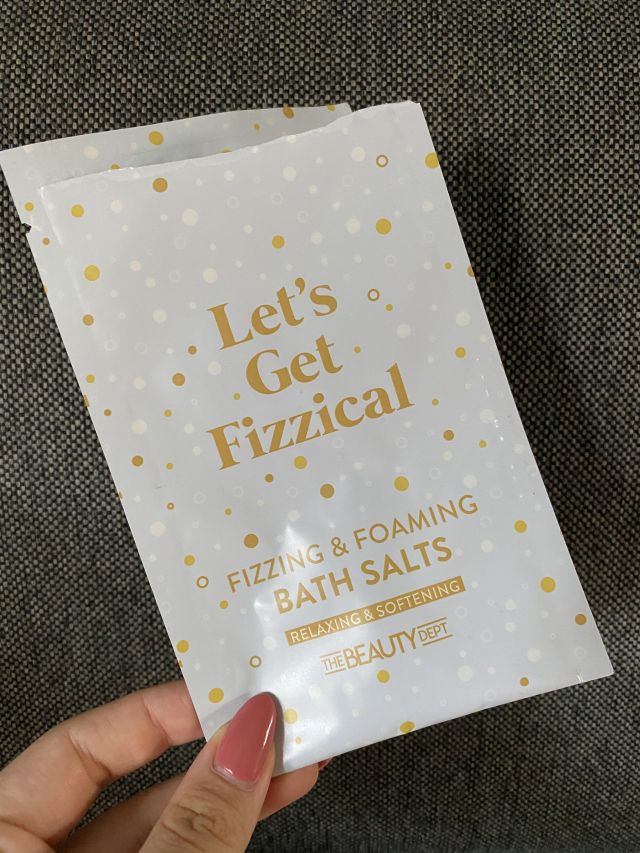 Let's
Get
Fizzical
FIZZING & FOAMING
BATH SALTS
RELAXING & SOFTENING
THE BEAUTY DEPT